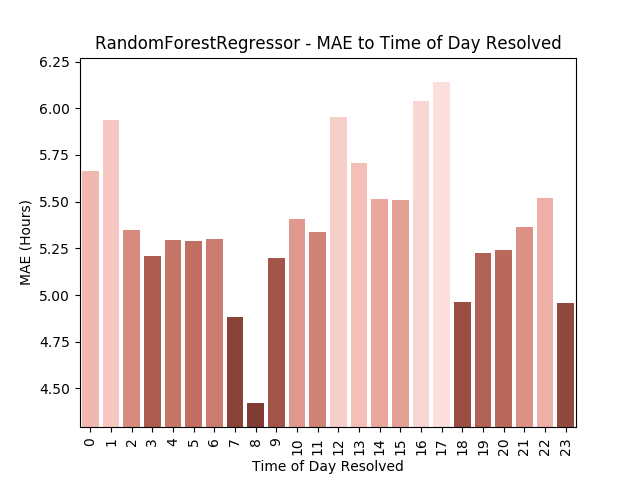 RandomForestRegressor - MAE to Time of Day Resolved
6.25
6.00
5.75
5.50
5.25
5.00
4.75
4.50
MAE (Hours)
0 1 2 3 4 5 6 7 8 9 10 11 12 13 14 15 16 17 18 19 20 21 22 23
Time of Day Resolved